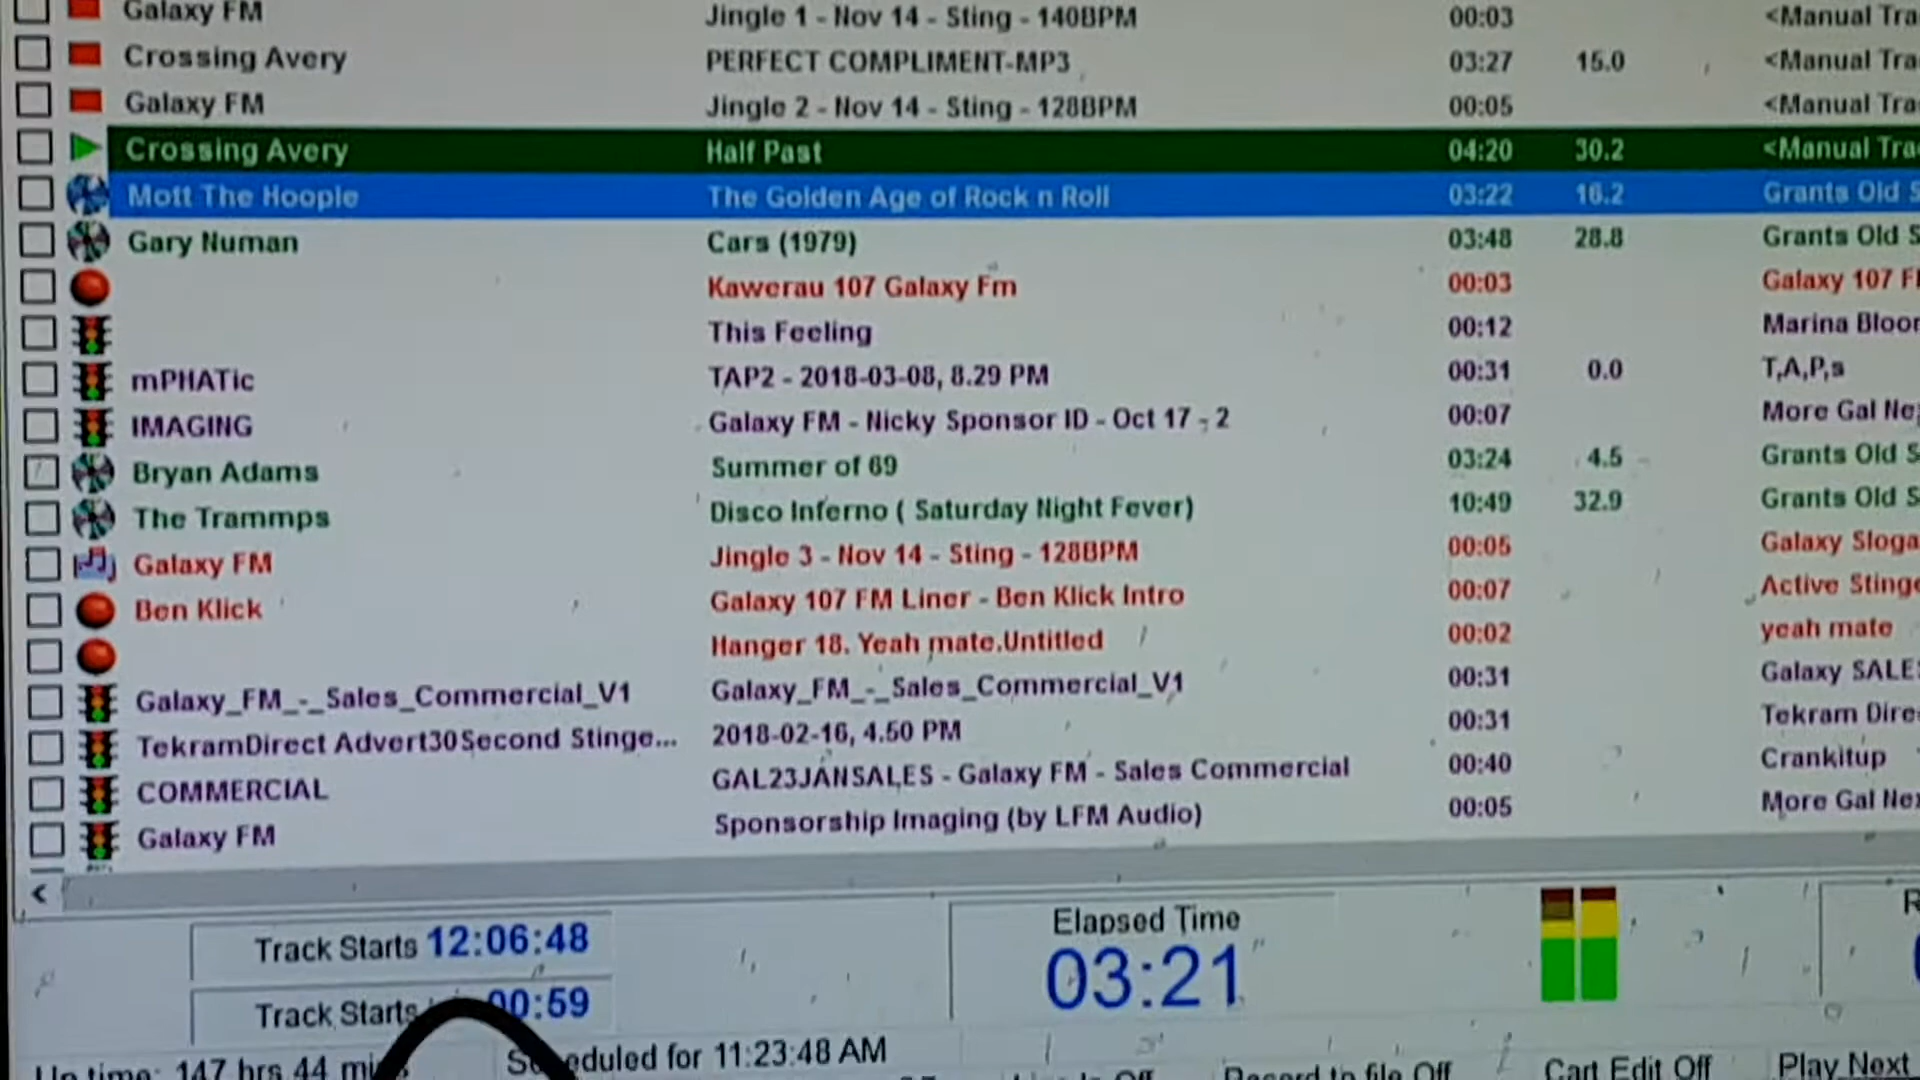 Galaxy FM Jingle 1 - Nov 14 - Sting - 140BPM 00:03 <Manual Tra
Crossing Avery PERFECT COMPLIMENT-MP3 03:27 15.0 <Manual Tra
Galaxy FM Jingle 2 - Nov 14 - Sting - 128BPM 00:05 <Manual Tra
Crossing Avery Half Past 04:20 30.2 <Manual Tra
Mott The Hoople The Golden Age of Rock n Roll 03:22 16.2 Grants Old S
Gary Numan Cars (1979) 03:48 28.8 Grants Old S
Kawerau 107 Galaxy Fm 00:03 Galaxy 107 F
This Feeling 00:12 Marina Bloor
mPHATic TAP2 - 2018-03-08, 8.29 PM 00:31 0.0 T,A,P,s
IMAGING Galaxy FM - Nicky Sponsor ID - Oct 17 - 2 00:07 More Gal Ne
Bryan Adams Summer of 69 03:24 4.5 Grants Old S
The Trammps Disco Inferno ( Saturday Night Fever) 10:49 32.9 Grants Old S
Galaxy FM Jingle 3 - Nov 14 - Sting - 128BPM 00:05 Galaxy Sloga
Ben Klick Galaxy 107 FM Liner - Ben Klick Intro 00:07 Active Stinge
Hanger 18. Yeah mate.Untitled 00:02 yeah mate
Galaxy_FM_-_Sales_Commercial_V1 Galaxy_FM_-_Sales_Commercial_V1 00:31 Galaxy SALE
TekramDirect Advert30Second Stinge... 2018-02-16, 4.50 PM 00:31 Tekram Dire
COMMERCIAL GAL23JANSALES - Galaxy FM - Sales Commercial 00:40 Crankitup
Galaxy FM Sponsorship Imaging (by LFM Audio) 00:05 More Gal Ne
Track Starts 12:06:48
Elapsed Time
03:21
Track Starts 00:59
Up time: 147 hrs 44 Scheduled for 11:23:48 AM
Off Record to file Off Cart Edit Off Play Next